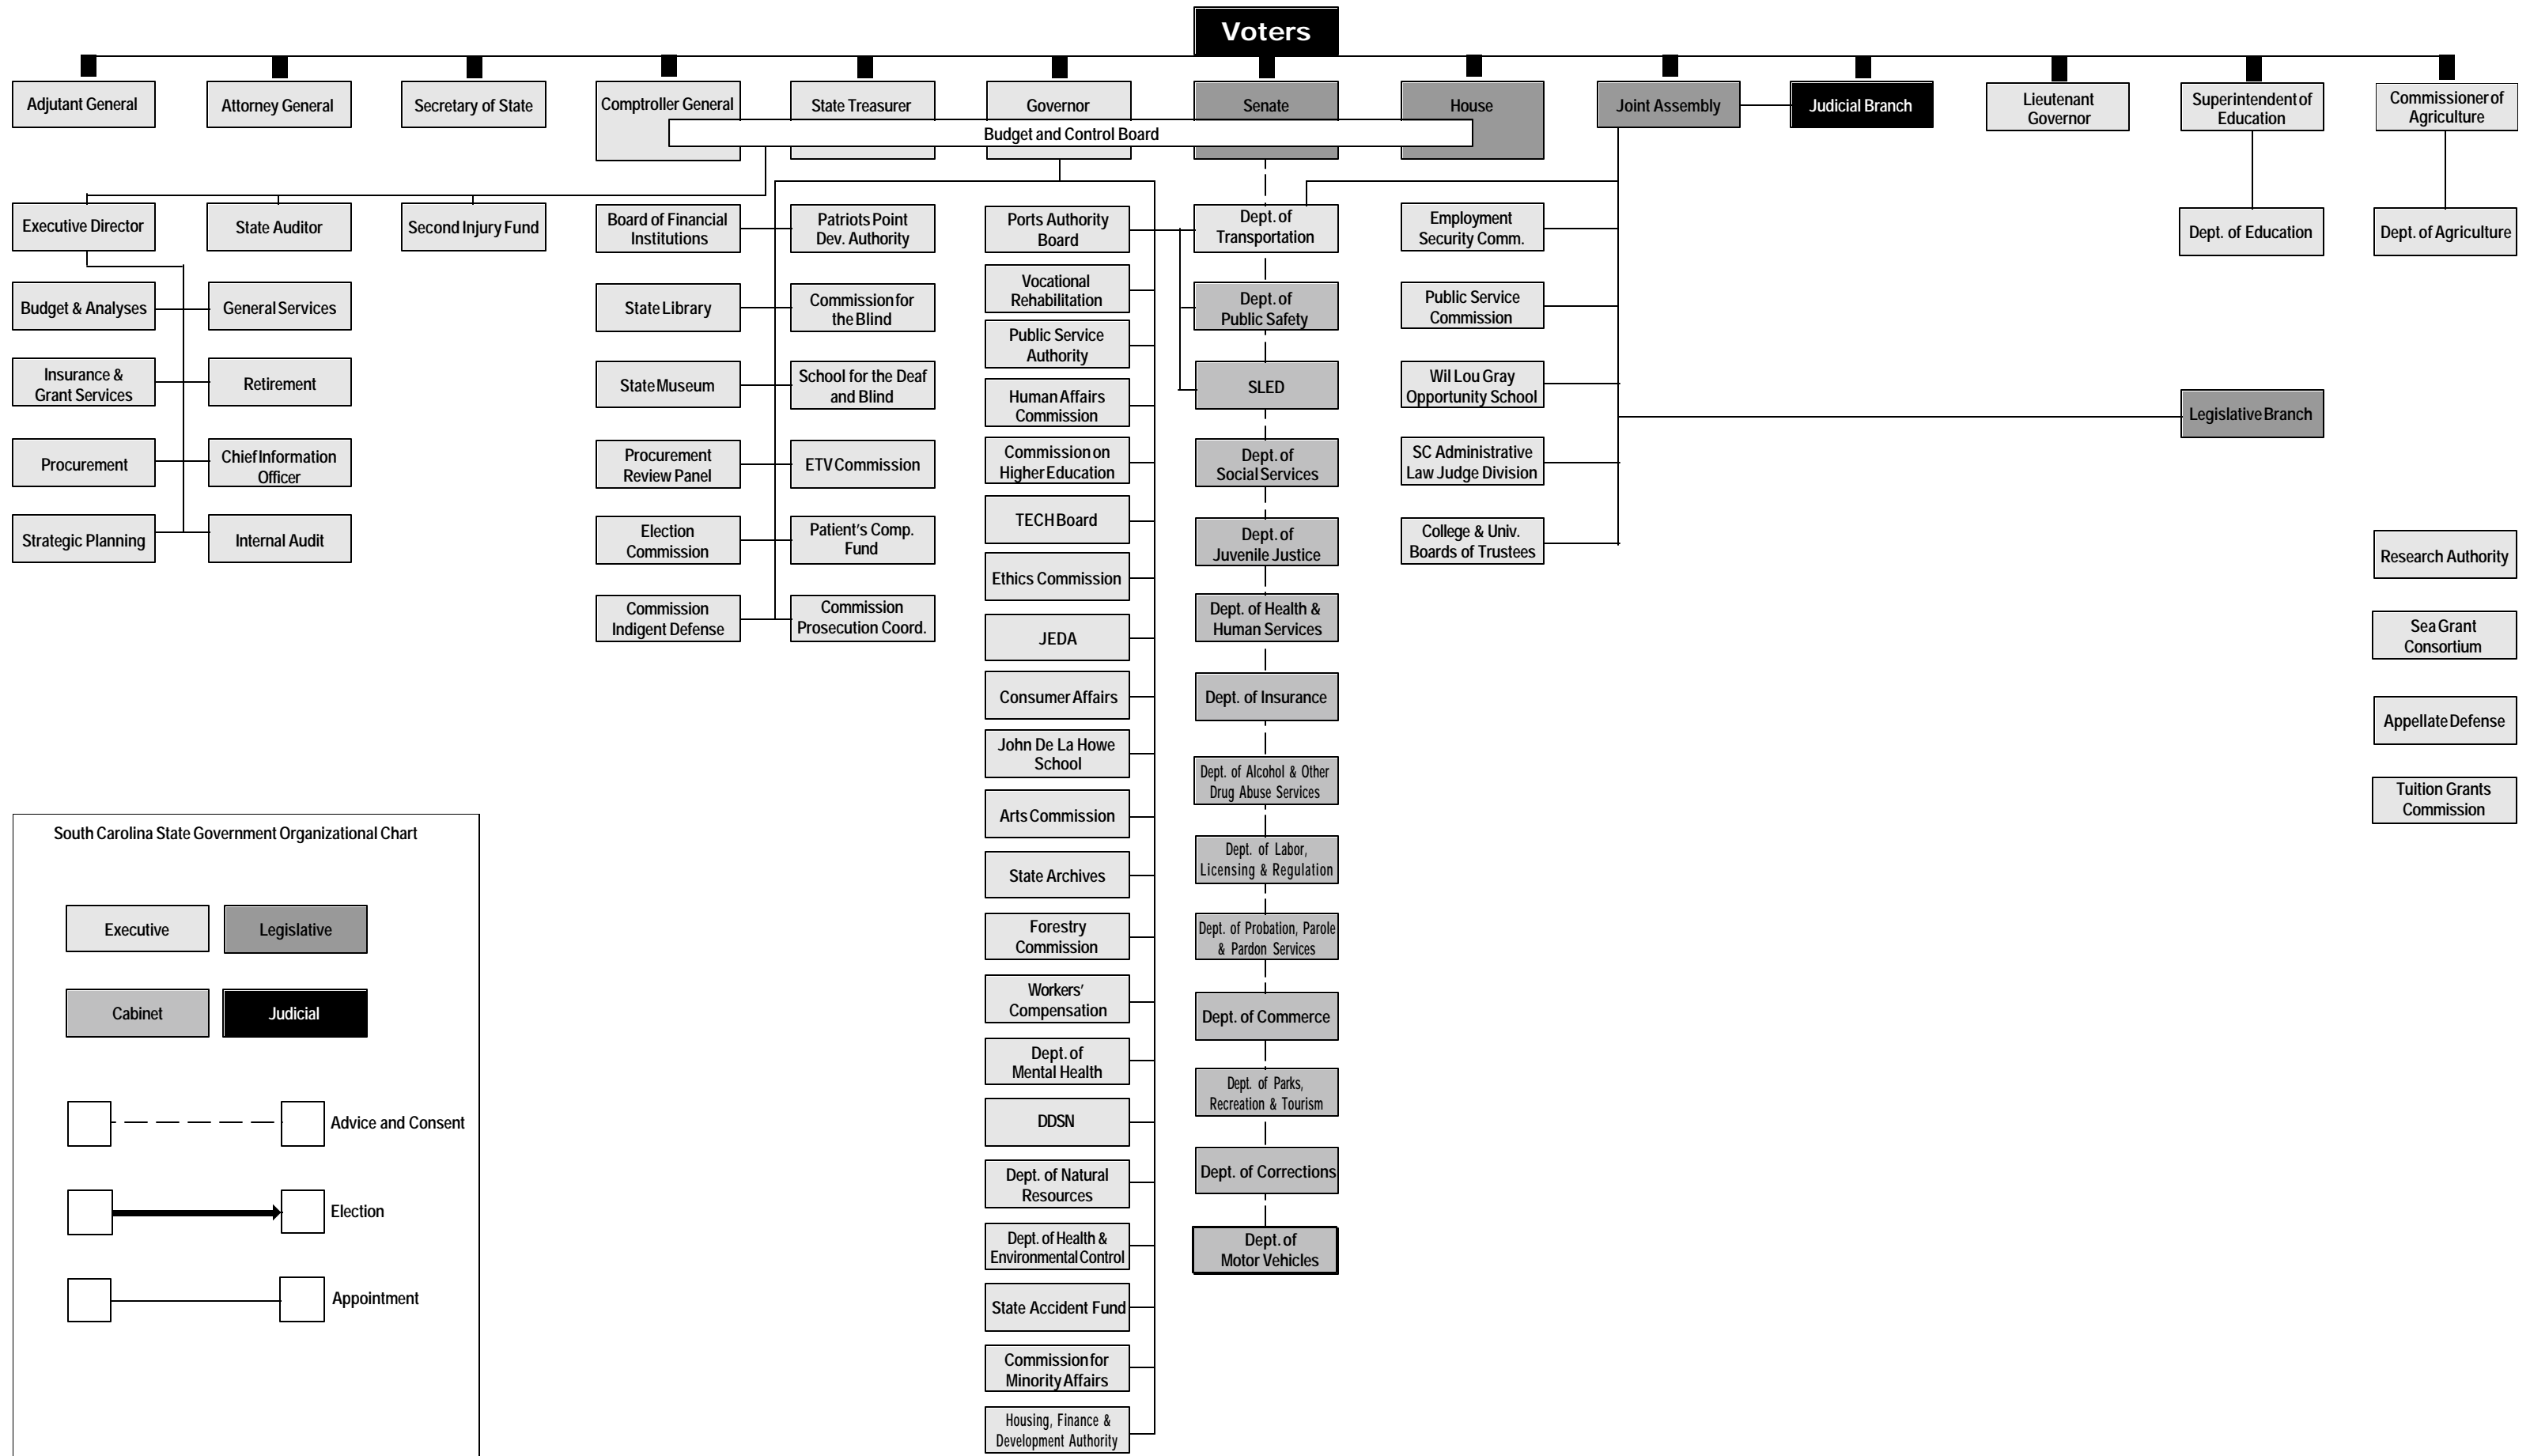 Voters
Adjutant General
Attorney General
Secretary of State
Comptroller General
State Treasurer
Governor
Senate
House
Joint Assembly
Judicial Branch
Lieutenant
Governor
Superintendent of
Education
Commissioner of
Agriculture
Budget and Control Board
Executive Director
State Auditor
Second Injury Fund
Board of Financial
Institutions
Patriots Point
Dev. Authority
Ports Authority
Board
Dept. of
Transportation
Employment
Security Comm.
Dept. of Education
Dept. of Agriculture
Budget & Analyses
General Services
Insurance &
Grant Services
Retirement
Procurement
Chief Information
Officer
Strategic Planning
Internal Audit
State Library
Commission for
the Blind
State Museum
School for the Deaf
and Blind
Procurement
Review Panel
ETV Commission
Election
Commission
Patient's Comp.
Fund
Commission
Indigent Defense
Commission
Prosecution Coord.
Vocational
Rehabilitation
Public Service
Authority
Human Affairs
Commission
Commission on
Higher Education
TECH Board
Ethics Commission
JEDA
Consumer Affairs
John De La Howe
School
Arts Commission
State Archives
Forestry
Commission
Workers'
Compensation
Dept. of
Mental Health
DDSN
Dept. of Natural
Resources
Dept. of Health &
Environmental Control
State Accident Fund
Commission for
Minority Affairs
Housing, Finance &
Development Authority
Dept. of
Public Safety
SLED
Dept. of
Social Services
Dept. of
Juvenile Justice
Dept. of Health &
Human Services
Dept. of Insurance
Dept. of Alcohol & Other
Drug Abuse Services
Dept. of Labor,
Licensing & Regulation
Dept. of Probation, Parole
& Pardon Services
Dept. of Commerce
Dept. of Parks,
Recreation & Tourism
Dept. of Corrections
Dept. of
Motor Vehicles
Public Service
Commission
Wil Lou Gray
Opportunity School
SC Administrative
Law Judge Division
College & Univ.
Boards of Trustees
Legislative Branch
Research Authority
Sea Grant
Consortium
Appellate Defense
Tuition Grants
Commission
South Carolina State Government Organizational Chart
Executive
Legislative
Cabinet
Judicial
Advice and Consent
Election
Appointment